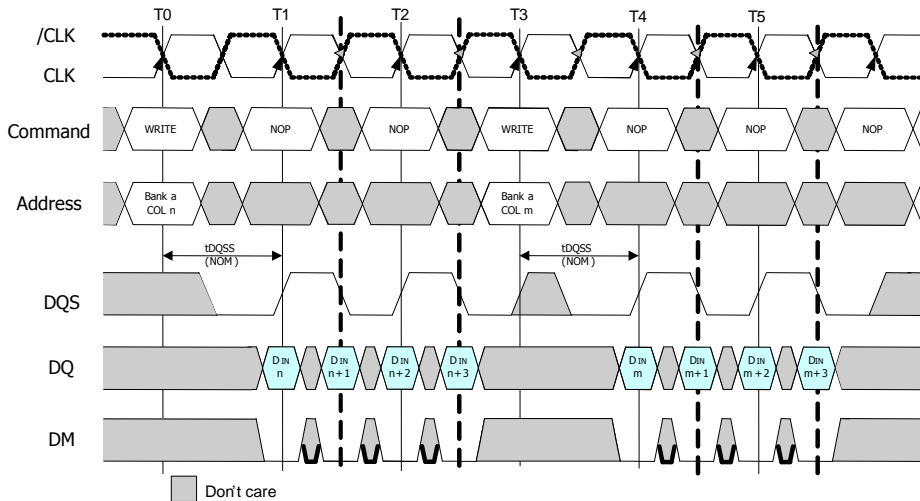 T0 T1 T2 T3 T4 T5
/CLK
CLK
Command WRITE NOP NOP WRITE NOP NOP NOP
Address Bank a COL n Bank a COL m
tDQSS (NOM) tDQSS (NOM)
DQS
DQ DIN n DIN n+1 DIN n+2 DIN n+3 DIN m DIN m+1 DIN m+2 DIN m+3
DM
Don't care